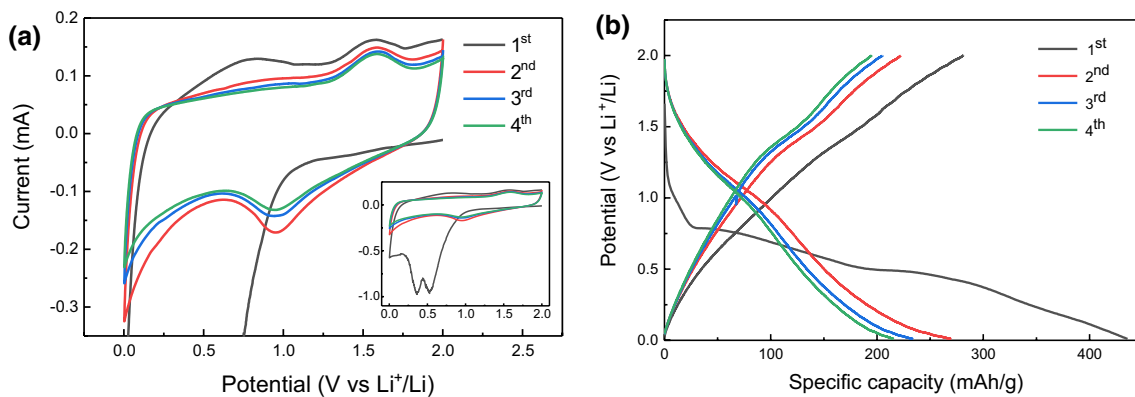 (a)
0.2
0.1
0.0
-0.1
-0.2
-0.3
Current (mA)
1st
2nd
3rd
4th
0.0
-0.5
-1.0
0.0 0.5 1.0 1.5 2.0
0.0 0.5 1.0 1.5 2.0 2.5
Potential (V vs Li+/Li)
(b)
2.5
2.0
1.5
1.0
0.5
0.0
Potential (V vs Li+/Li)
1st
2nd
3rd
4th
0 100 200 300 400
Specific capacity (mAh/g)